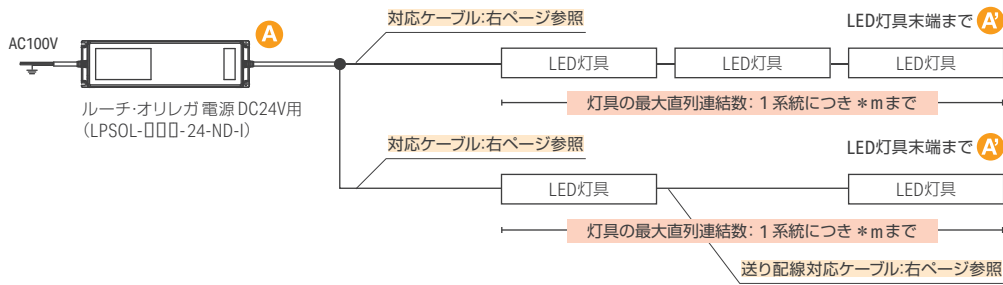 対応ケーブル:右ページ参照
LED灯具末端まで A'
AC100V
A
LED灯具
LED灯具
LED灯具
ルーチ・オリレガ 電源 DC24V用
(LPSOL-▯▯▯-24-ND-I)
灯具の最大直列連結数: 1 系統につき *mまで
対応ケーブル:右ページ参照
LED灯具末端まで A'
LED灯具
LED灯具
灯具の最大直列連結数: 1 系統につき *mまで
送り配線対応ケーブル:右ページ参照